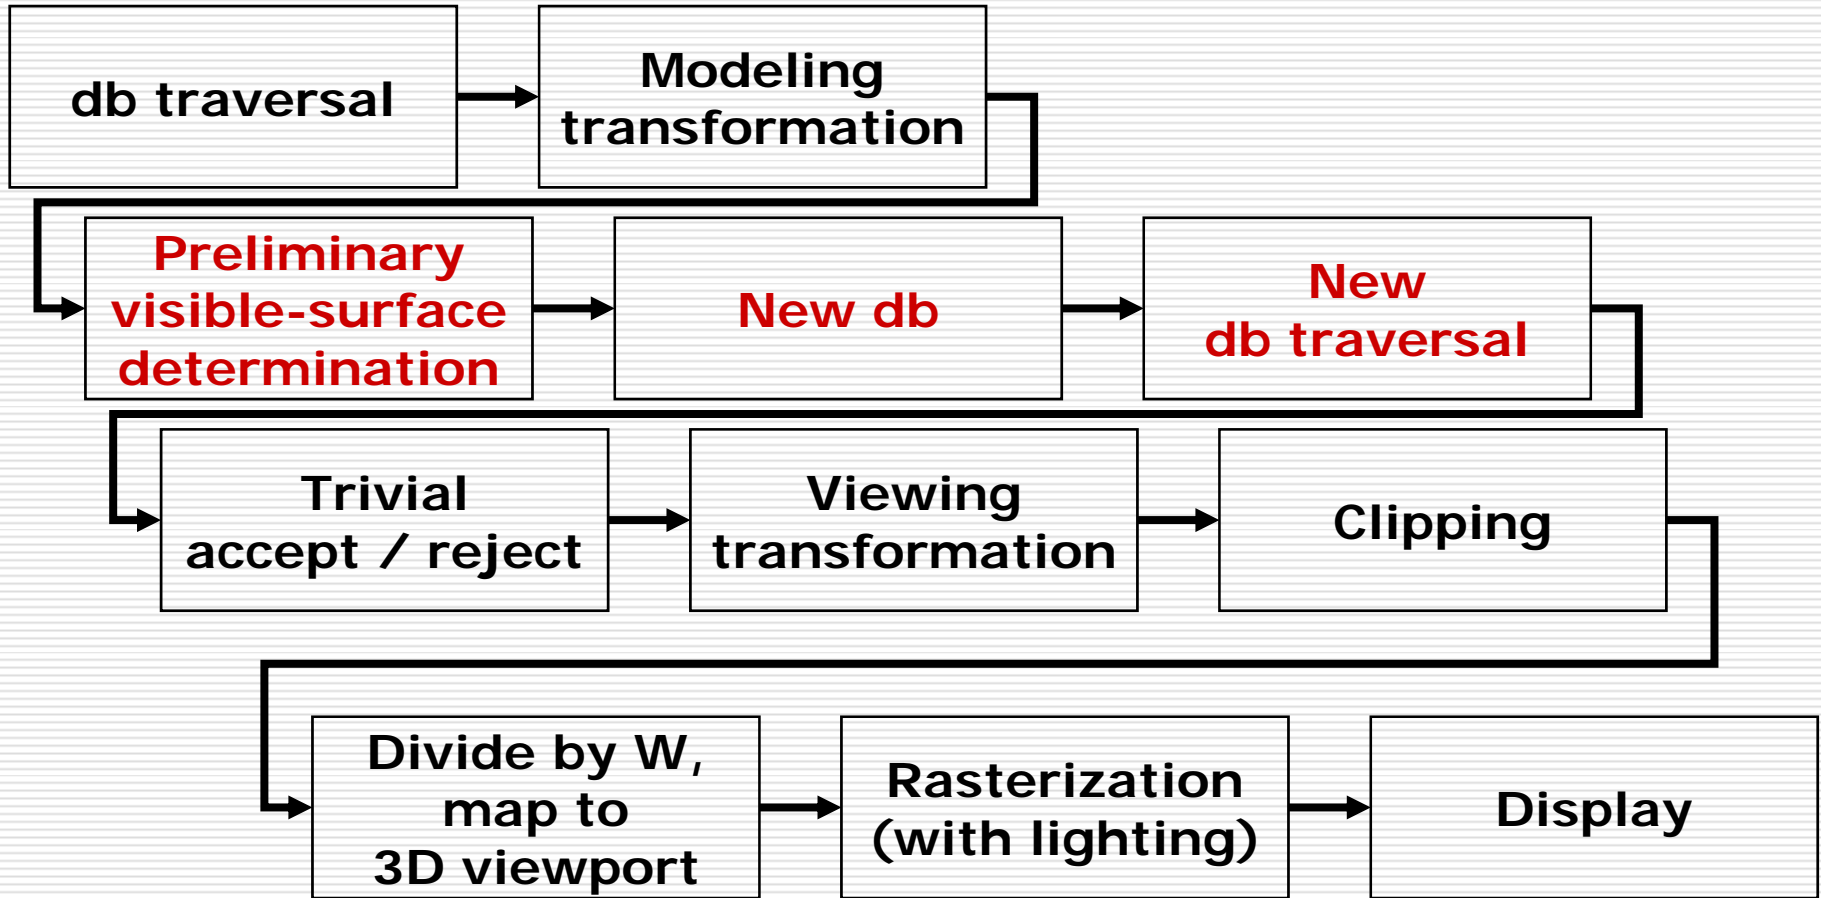 db traversal
Modeling
transformation
Preliminary
visible-surface
determination
New db
New
db traversal
Trivial
accept / reject
Viewing
transformation
Clipping
Divide by W,
map to
3D viewport
Rasterization
(with lighting)
Display